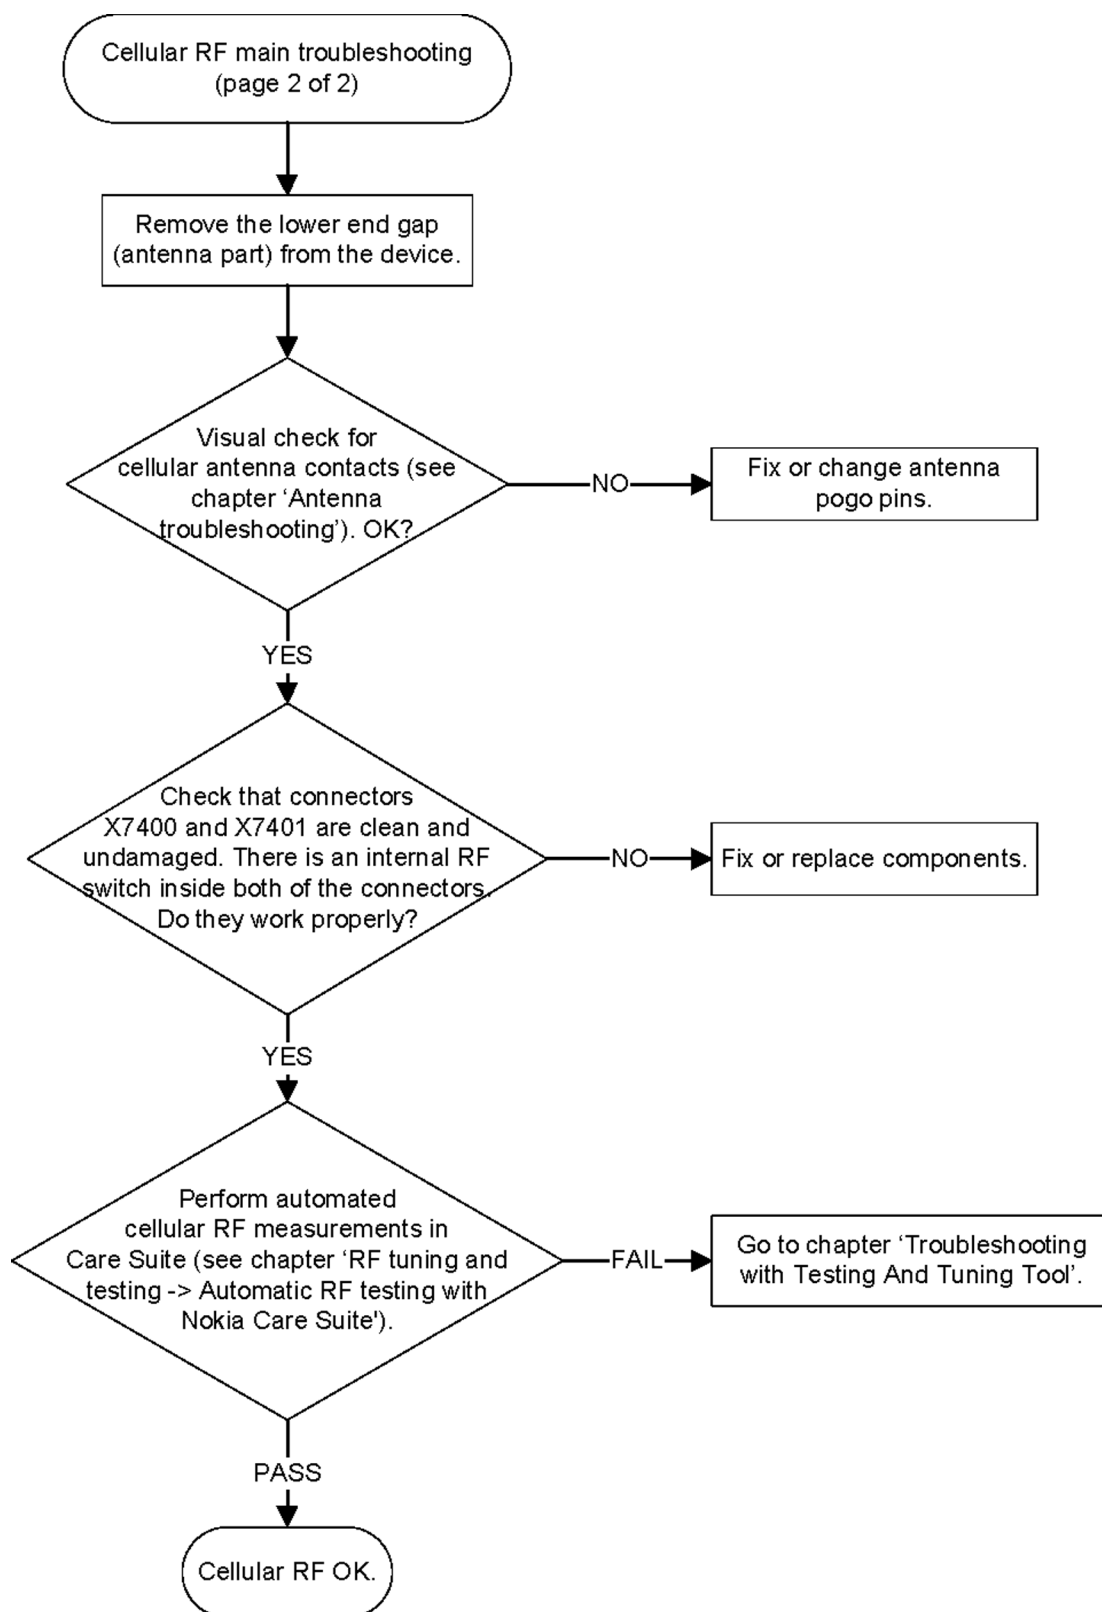 Cellular RF main troubleshooting
(page 2 of 2)
Remove the lower end gap
(antenna part) from the device.
Visual check for
cellular antenna contacts (see
chapter ‘Antenna
troubleshooting’). OK?
NO
Fix or change antenna
pogo pins.
YES
Check that connectors
X7400 and X7401 are clean and
undamaged. There is an internal RF
switch inside both of the connectors.
Do they work properly?
NO
Fix or replace components.
YES
Perform automated
cellular RF measurements in
Care Suite (see chapter ‘RF tuning and
testing -> Automatic RF testing with
Nokia Care Suite').
FAIL
Go to chapter ‘Troubleshooting
with Testing And Tuning Tool’.
PASS
Cellular RF OK.